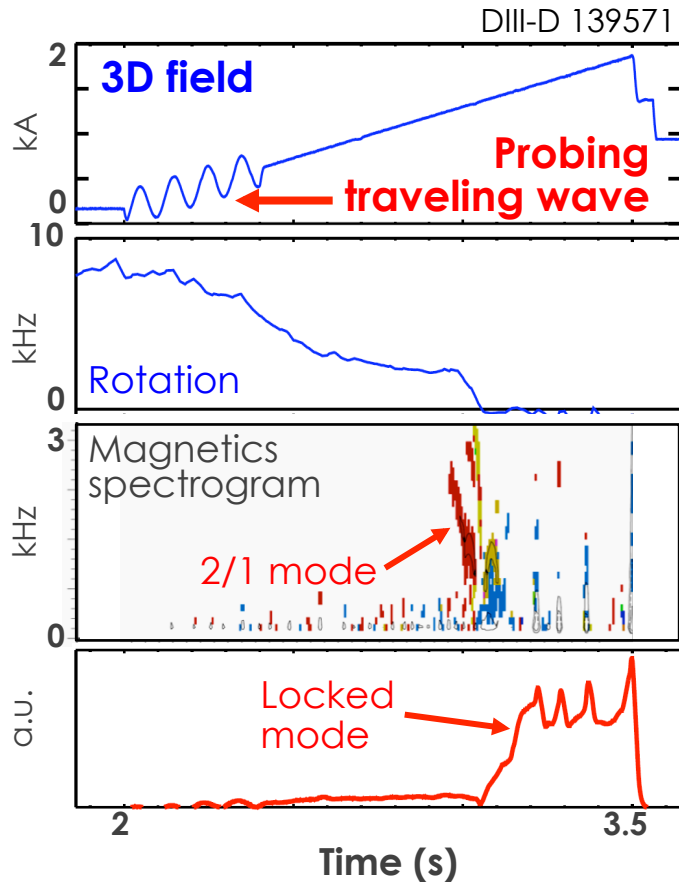 DIII-D 139571
2
3D field
kA
Probing
traveling wave
0
10
kHz
Rotation
0
3
Magnetics
spectrogram
kHz
2/1 mode
0
a.u.
Locked
mode
2
3.5
Time (s)